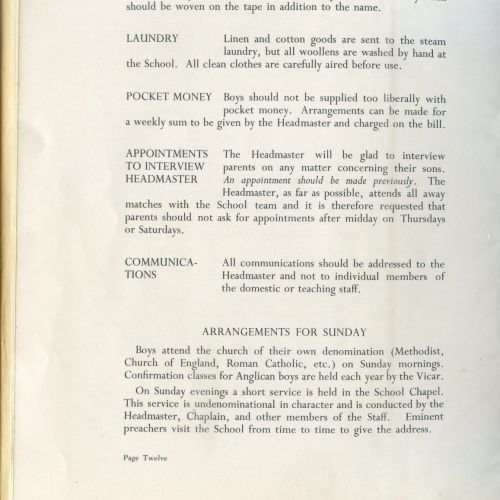 should be woven on the tape in addition to the name.
LAUNDRY Linen and cotton goods are sent to the steam
laundry, but all woollens are washed by hand at
the School. All clean clothes are carefully aired before use.
POCKET MONEY Boys should not be supplied too liberally with
pocket money. Arrangements can be made for
a weekly sum to be given by the Headmaster and charged on the bill.
APPOINTMENTS The Headmaster will be glad to interview
TO INTERVIEW parents on any matter concerning their sons.
HEADMASTER An appointment should be made previously. The
Headmaster, as far as possible, attends all away
matches with the School team and it is therefore requested that
parents should not ask for appointments after midday on Thursdays
or Saturdays.
COMMUNICA- All communications should be addressed to the
TIONS Headmaster and not to individual members of
the domestic or teaching staff.
ARRANGEMENTS FOR SUNDAY
Boys attend the church of their own denomination (Methodist,
Church of England, Roman Catholic, etc.) on Sunday mornings.
Confirmation classes for Anglican boys are held each year by the Vicar.
On Sunday evenings a short service is held in the School Chapel.
This service is undenominational in character and is conducted by the
Headmaster, Chaplain, and other members of the Staff. Eminent
preachers visit the School from time to time to give the address.
Page Twelve